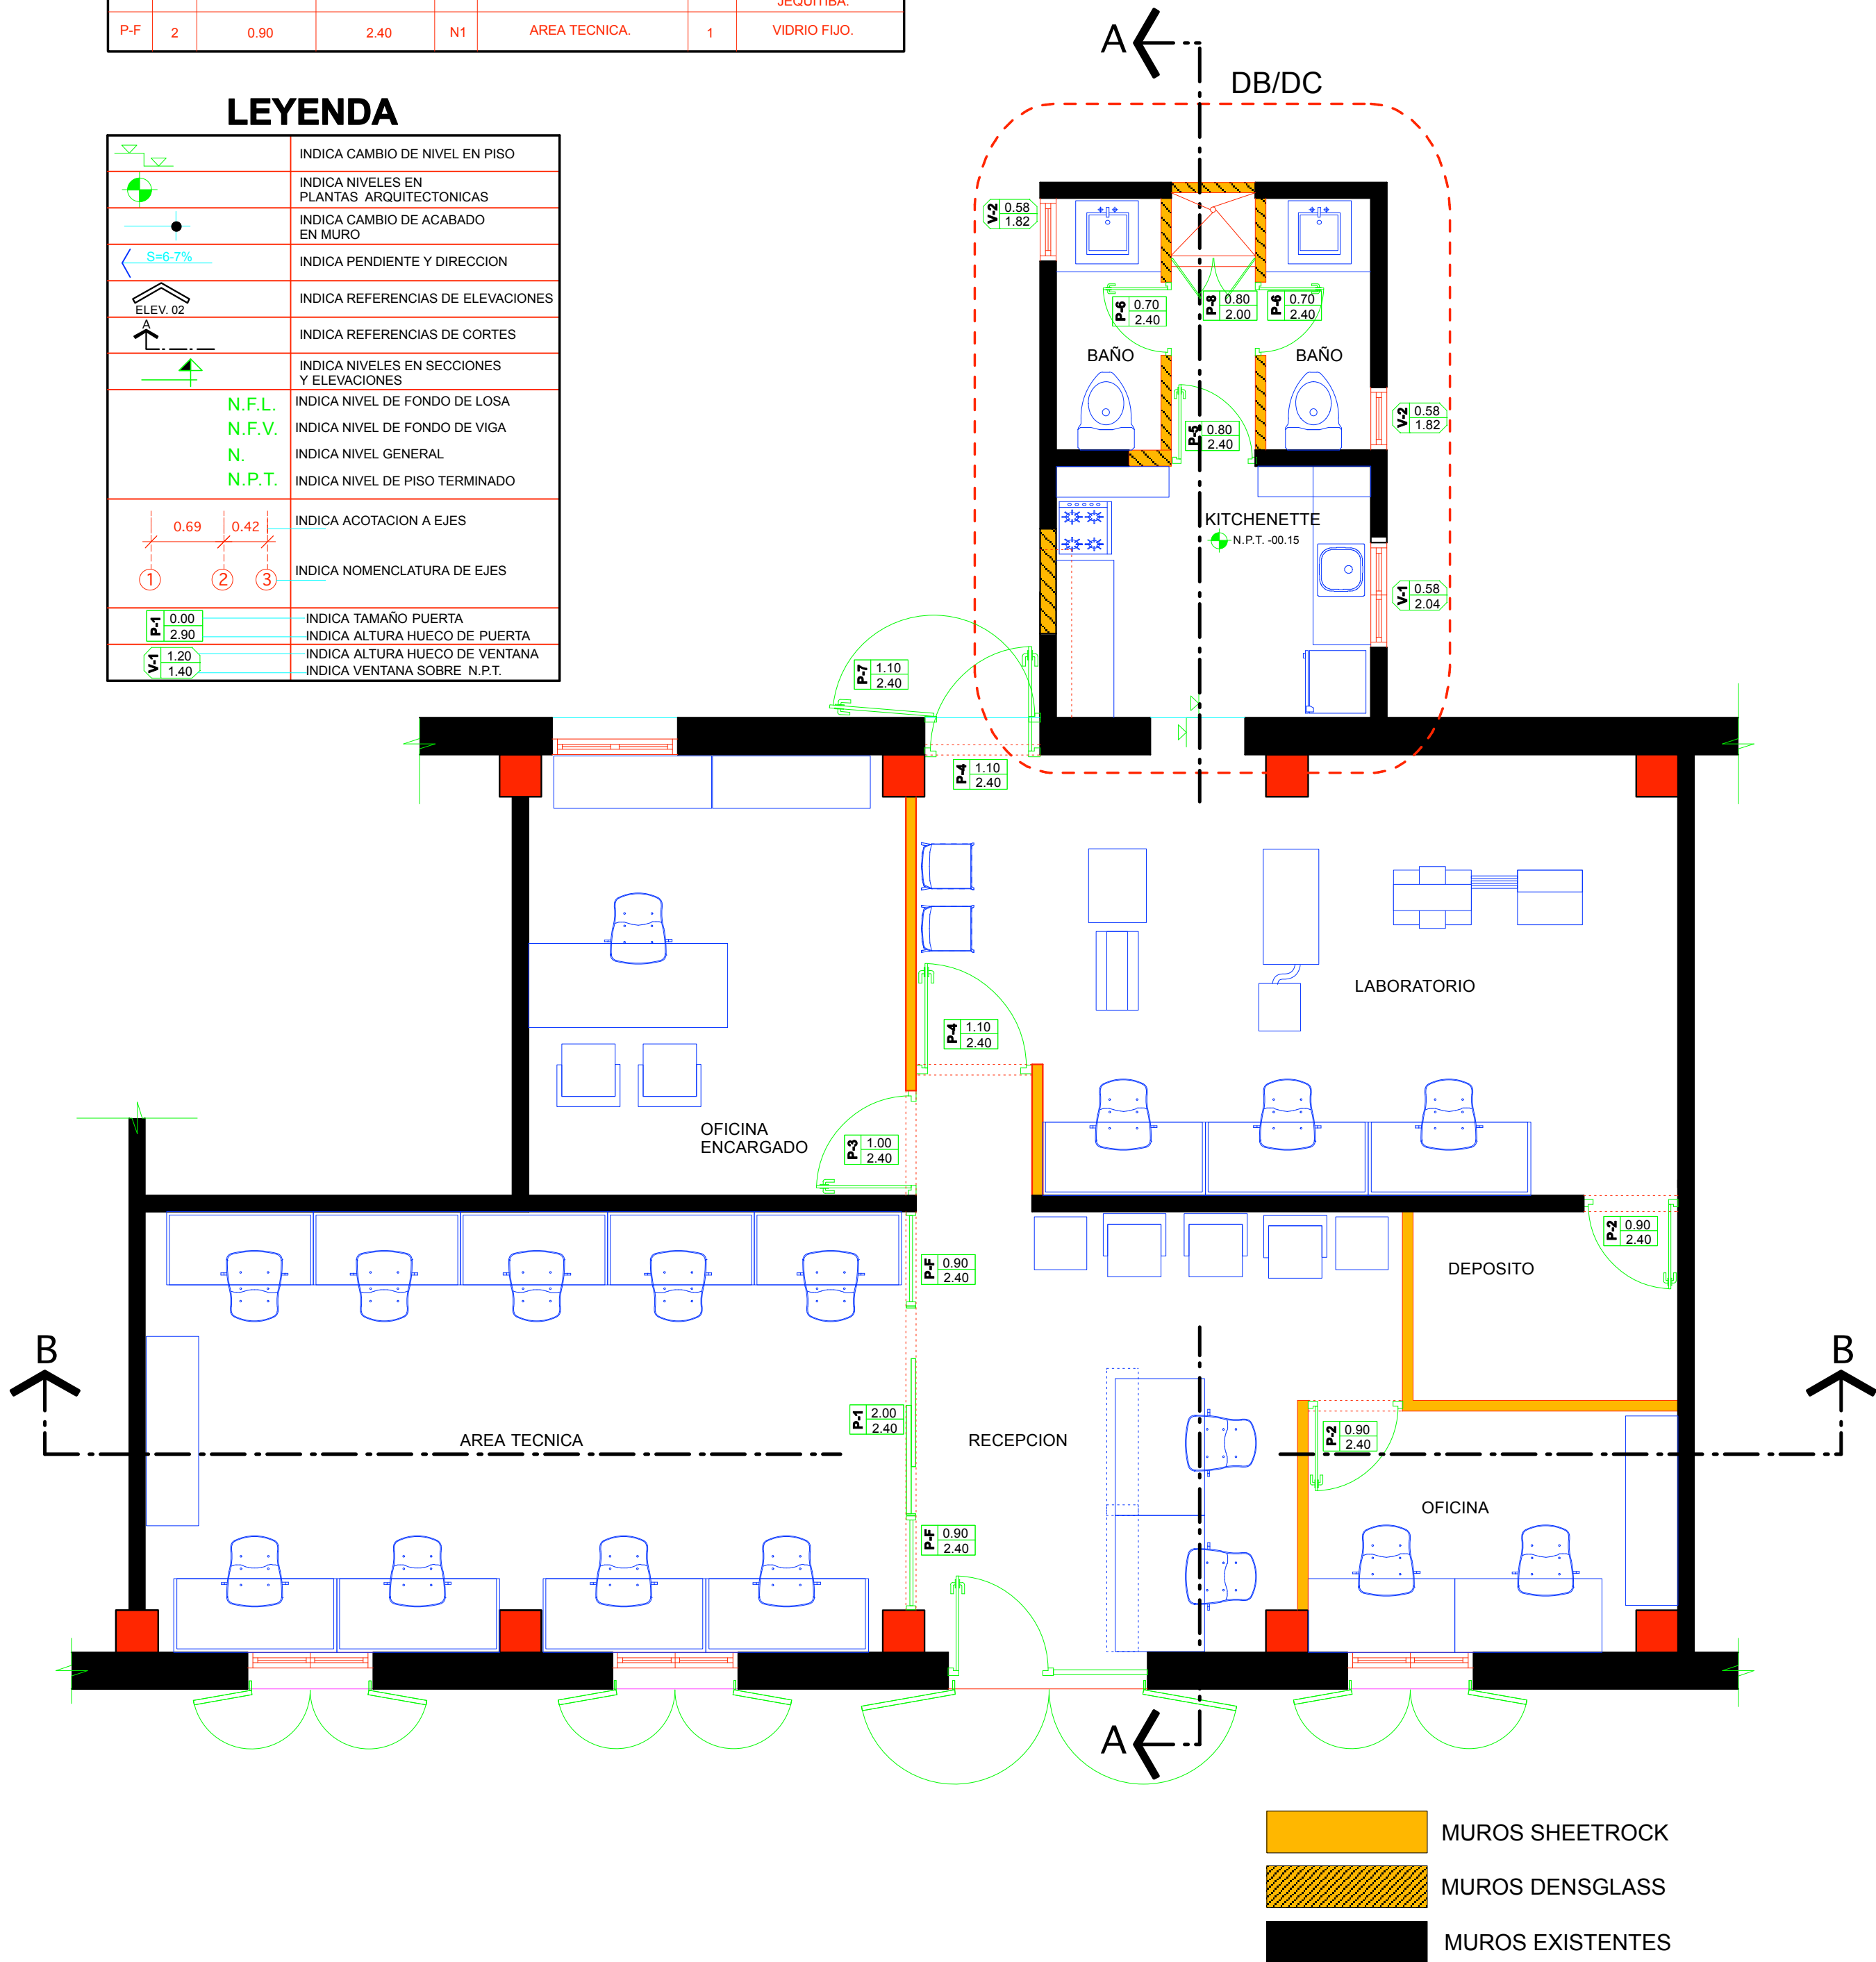 JEQUITIBA.
P-F 2 0.90 2.40 N1 AREA TECNICA. 1 VIDRIO FIJO.
LEYENDA
INDICA CAMBIO DE NIVEL EN PISO
INDICA NIVELES EN
PLANTAS ARQUITECTONICAS
INDICA CAMBIO DE ACABADO
EN MURO
S=6-7% INDICA PENDIENTE Y DIRECCION
ELEV. 02 INDICA REFERENCIAS DE ELEVACIONES
A INDICA REFERENCIAS DE CORTES
INDICA NIVELES EN SECCIONES
Y ELEVACIONES
N.F.L. INDICA NIVEL DE FONDO DE LOSA
N.F.V. INDICA NIVEL DE FONDO DE VIGA
N. INDICA NIVEL GENERAL
N.P.T. INDICA NIVEL DE PISO TERMINADO
0.69 0.42 INDICA ACOTACION A EJES
1 2 3 INDICA NOMENCLATURA DE EJES
P-1 0.00 INDICA TAMAÑO PUERTA
2.90 INDICA ALTURA HUECO DE PUERTA
V-1 1.20 INDICA ALTURA HUECO DE VENTANA
1.40 INDICA VENTANA SOBRE N.P.T.
A
DB/DC
V-2 0.58
1.82
P-6 0.70
2.40
P-8 0.80
2.00
P-6 0.70
2.40
BAÑO
BAÑO
V-2 0.58
1.82
P-5 0.80
2.40
KITCHENETTE
N.P.T. -00.15
V-1 0.58
2.04
P-7 1.10
2.40
P-4 1.10
2.40
LABORATORIO
P-4 1.10
2.40
OFICINA
ENCARGADO
P-3 1.00
2.40
P-2 0.90
2.40
P-F 0.90
2.40
DEPOSITO
B
B
P-1 2.00
2.40
AREA TECNICA
RECEPCION
P-2 0.90
2.40
OFICINA
P-F 0.90
2.40
A
MUROS SHEETROCK
MUROS DENSGLASS
MUROS EXISTENTES